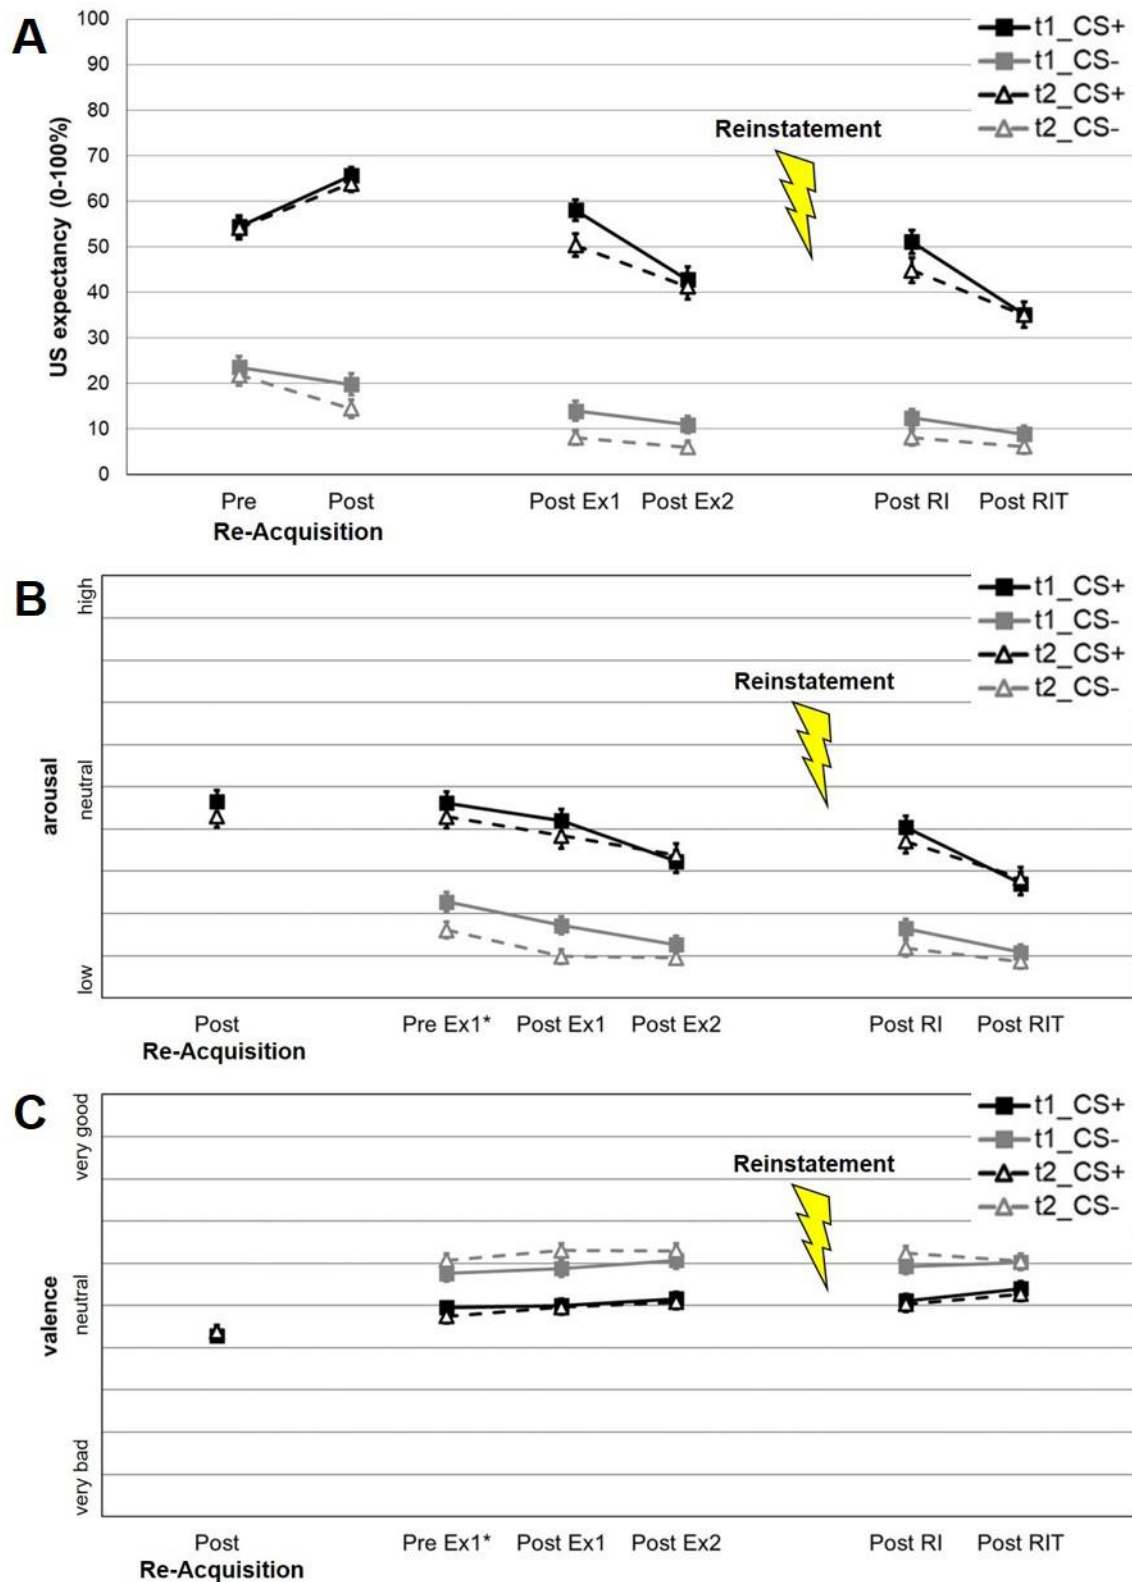 A
US expectancy (0-100%)
100
90
80
70
60
50
40
30
20
10
0
t1_CS+
t1_CS-
t2_CS+
t2_CS-
Reinstatement
Pre Post Post Ex1 Post Ex2 Post RI Post RIT
Re-Acquisition
B
arousal
high
neutral
low
t1_CS+
t1_CS-
t2_CS+
t2_CS-
Reinstatement
Post Pre Ex1* Post Ex1 Post Ex2 Post RI Post RIT
Re-Acquisition
C
valence
very good
neutral
very bad
t1_CS+
t1_CS-
t2_CS+
t2_CS-
Reinstatement
Post Pre Ex1* Post Ex1 Post Ex2 Post RI Post RIT
Re-Acquisition